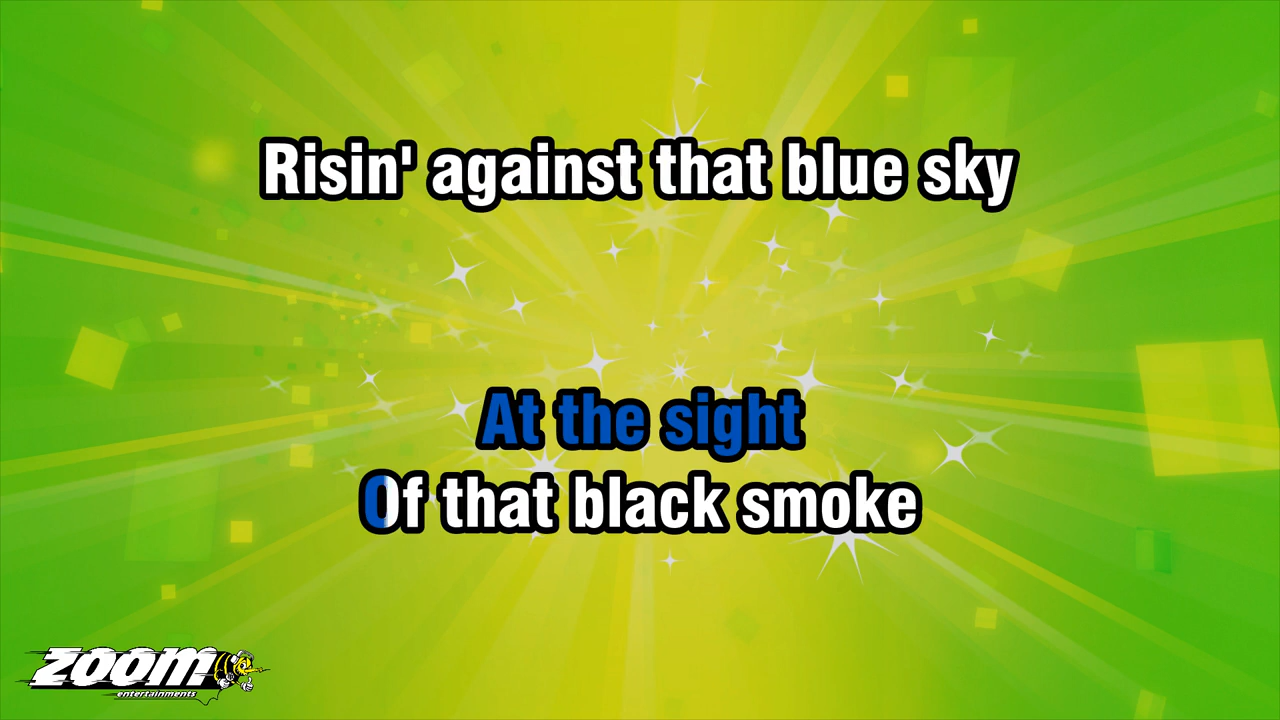 Risin' against that blue sky
At the sight
Of that black smoke
zoom
entertainments